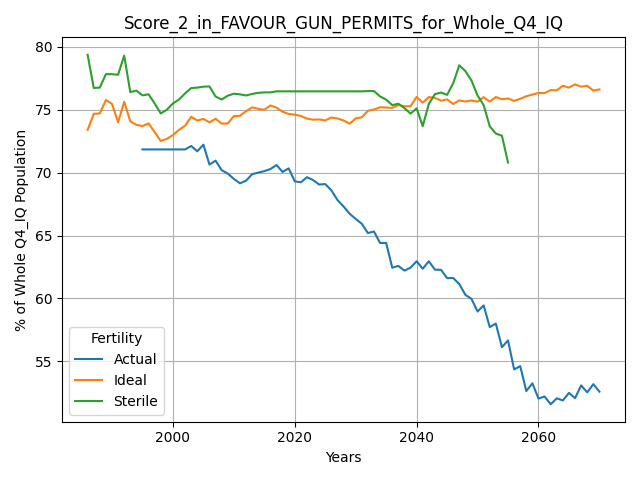 Score_2_in_FAVOUR_GUN_PERMITS_for_Whole_Q4_IQ
80
75
70
65
60
55
% of Whole Q4_IQ Population
Fertility
Actual
Ideal
Sterile
2000 2020 2040 2060
Years